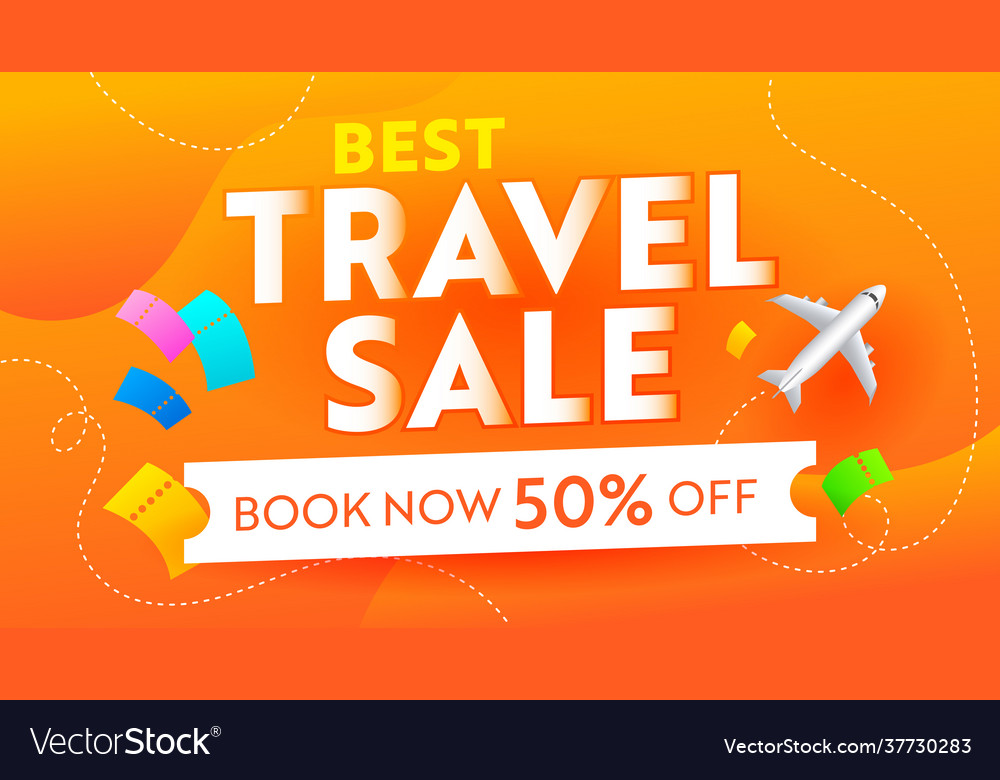 BEST
TRAVEL
SALE
BOOK NOW 50% OFF
VectorStock®
VectorStock.com/37730283